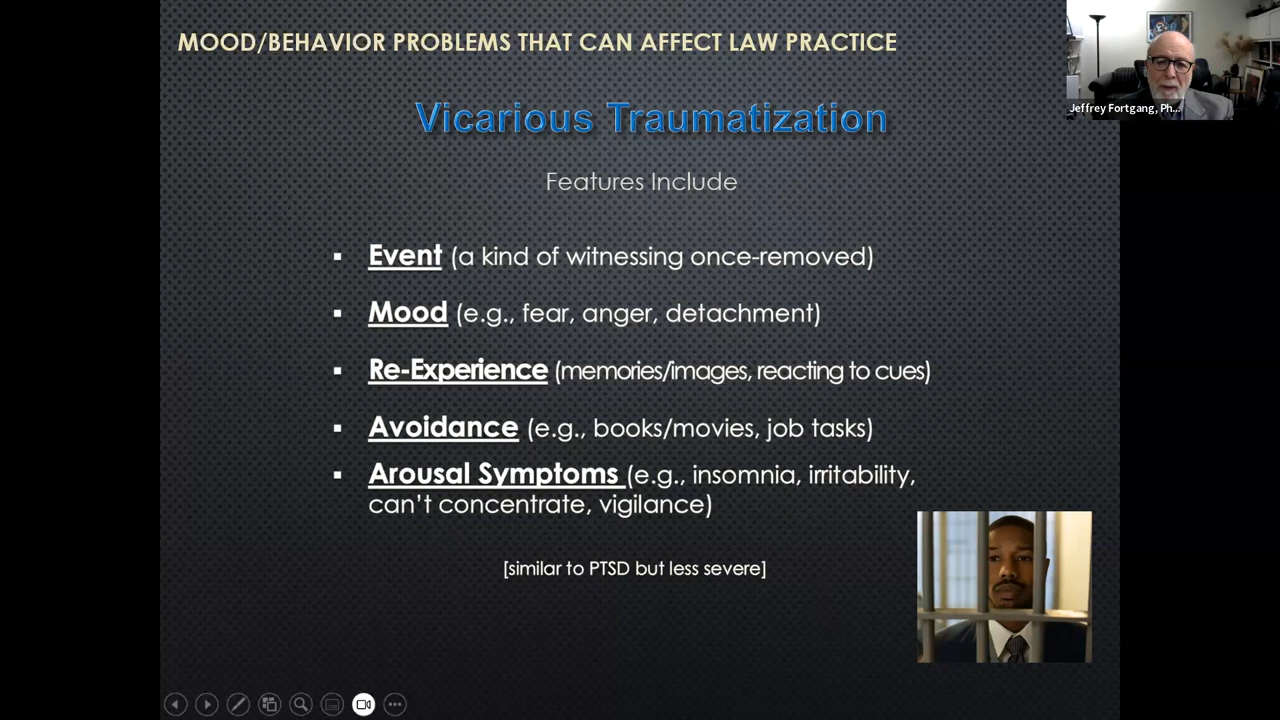 MOOD/BEHAVIOR PROBLEMS THAT CAN AFFECT LAW PRACTICE
Jeffrey Fortgang, Ph...
Vicarious Traumatization
Features Include
▪ Event (a kind of witnessing once-removed)
▪ Mood (e.g., fear, anger, detachment)
▪ Re-Experience (memories/images, reacting to cues)
▪ Avoidance (e.g., books/movies, job tasks)
▪ Arousal Symptoms (e.g., insomnia, irritability,
can’t concentrate, vigilance)
[similar to PTSD but less severe]